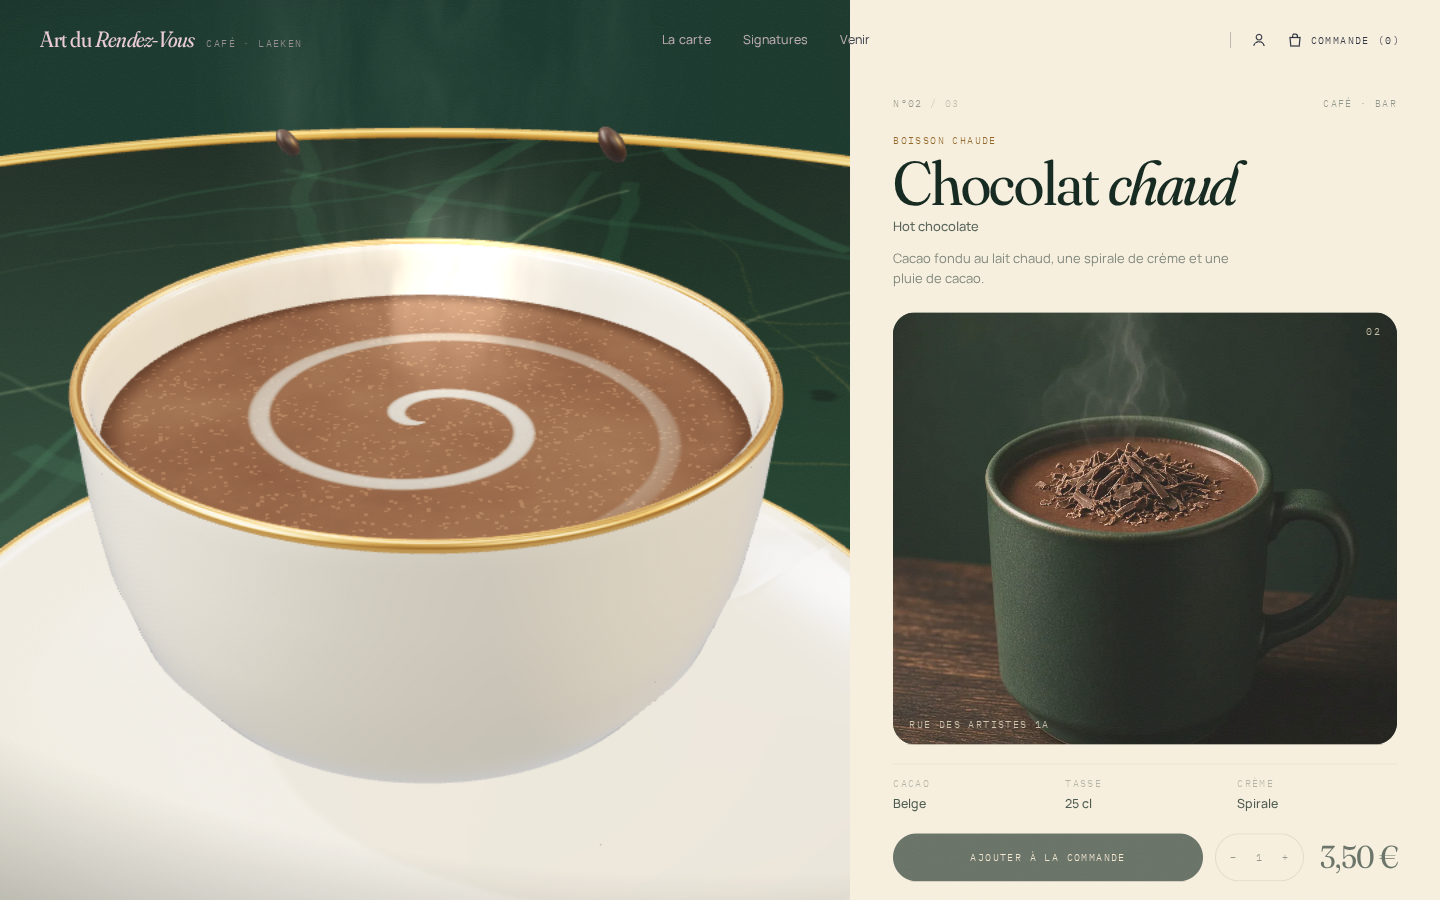 Art du Rendez-Vous CAFÉ · LAEKEN
La carte Signatures Venir
COMMANDE (0)
N°02 / 03
CAFÉ · BAR
BOISSON CHAUDE
Chocolat chaud
Hot chocolate
Cacao fondu au lait chaud, une spirale de crème et une
pluie de cacao.
02
RUE DES ARTISTES 1A
CACAO TASSE CRÈME
Belge 25 cl Spirale
AJOUTER À LA COMMANDE − 1 + 3,50 €